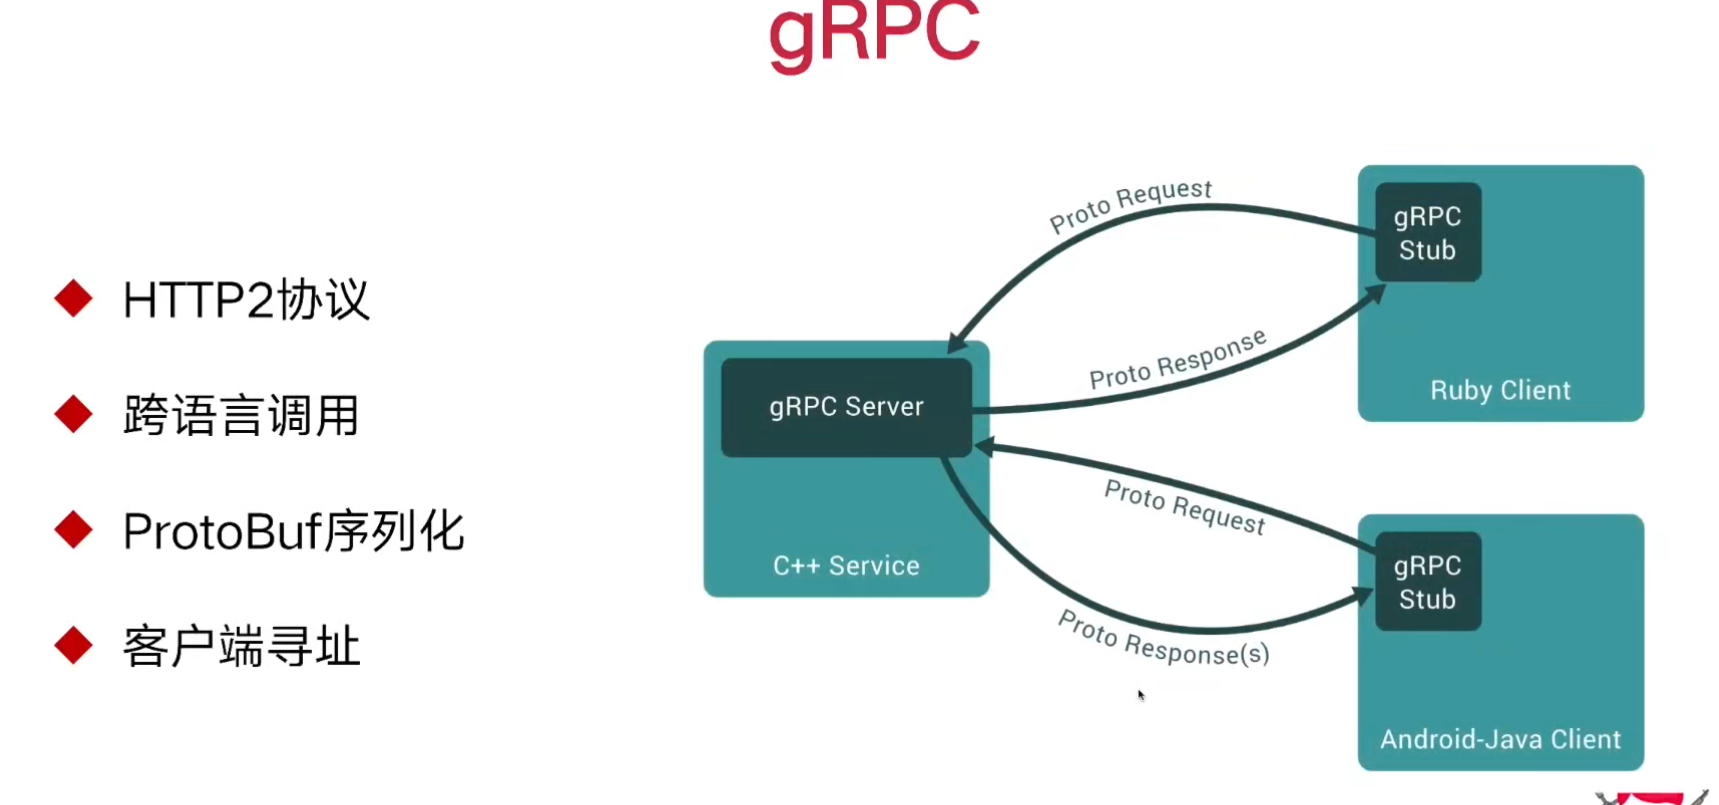 gRPC
HTTP2协议
跨语言调用
ProtoBuf序列化
客户端寻址
Proto Request
gRPC
Stub
Proto Response
Ruby Client
gRPC Server
C++ Service
Proto Request
gRPC
Stub
Proto Response(s)
Android-Java Client